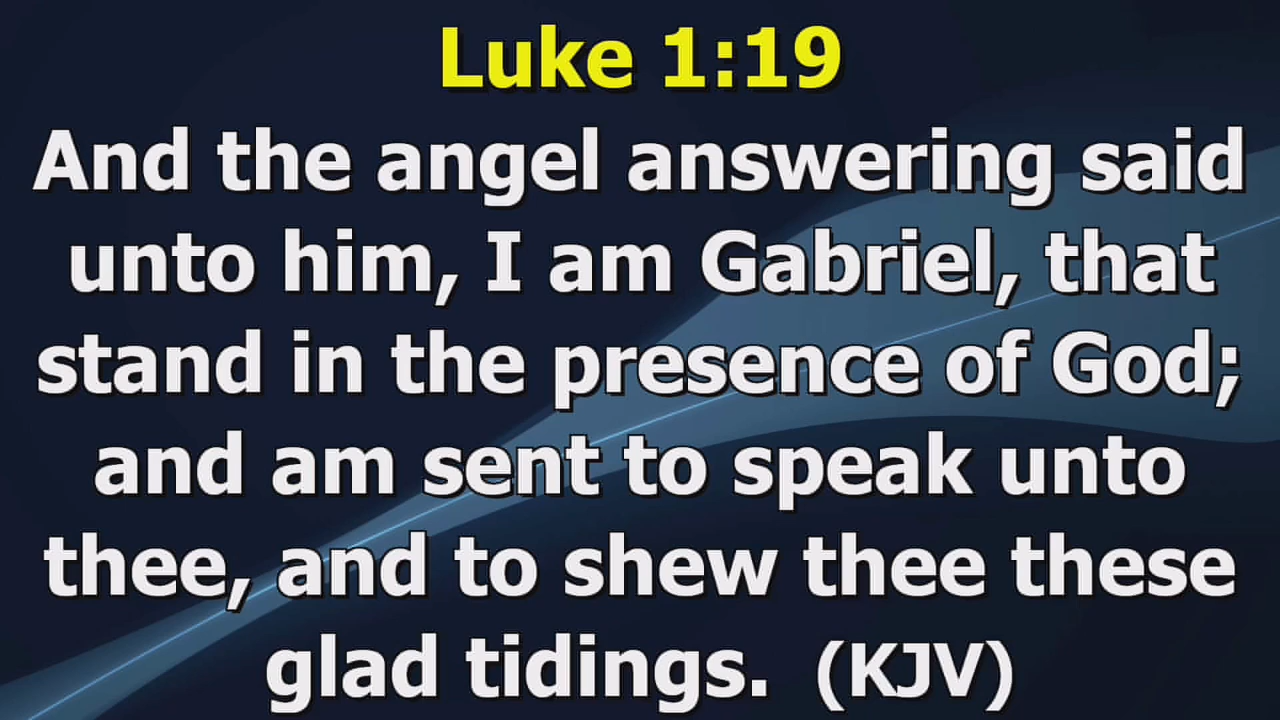 Luke 1:19
And the angel answering said
unto him, I am Gabriel, that
stand in the presence of God;
and am sent to speak unto
thee, and to shew thee these
glad tidings. (KJV)